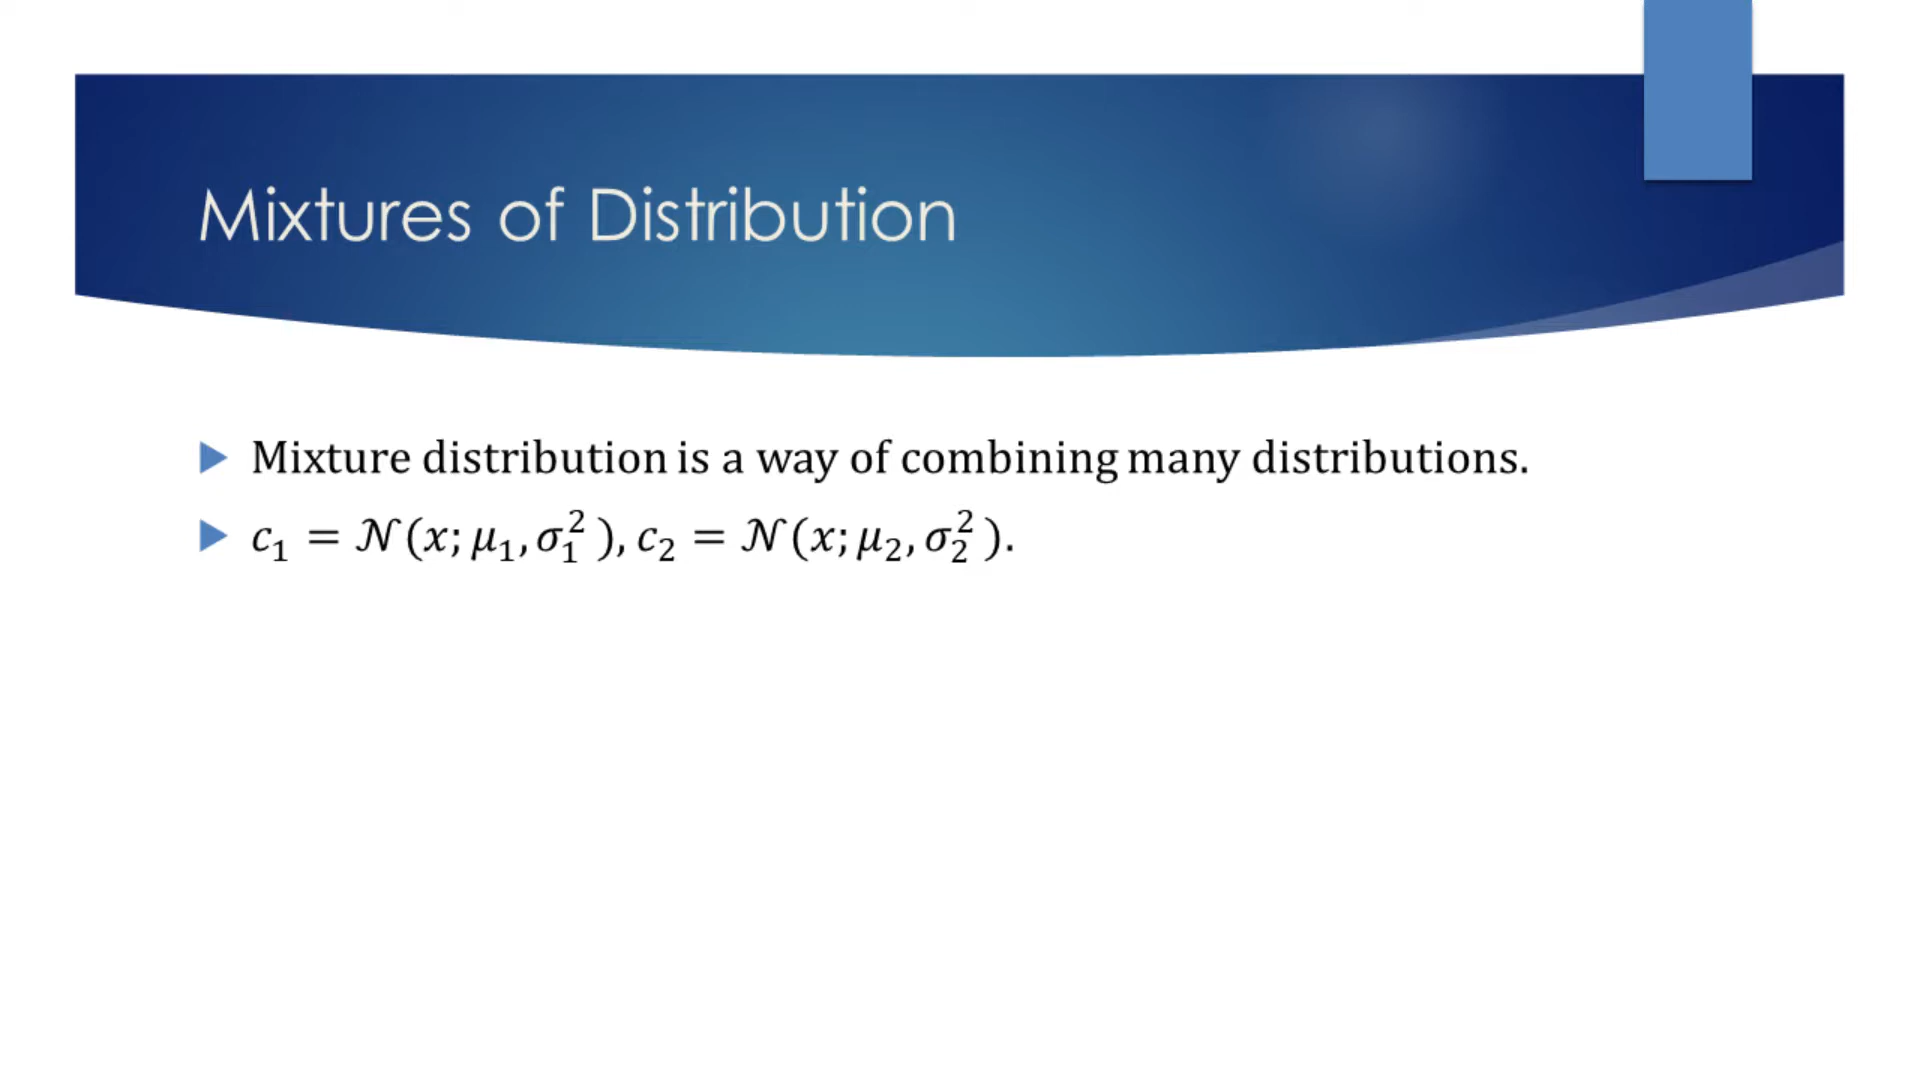 Mixtures of Distribution
Mixture distribution is a way of combining many distributions.
c₁ = 𝒩(x; μ₁, σ₁²), c₂ = 𝒩(x; μ₂, σ₂²).